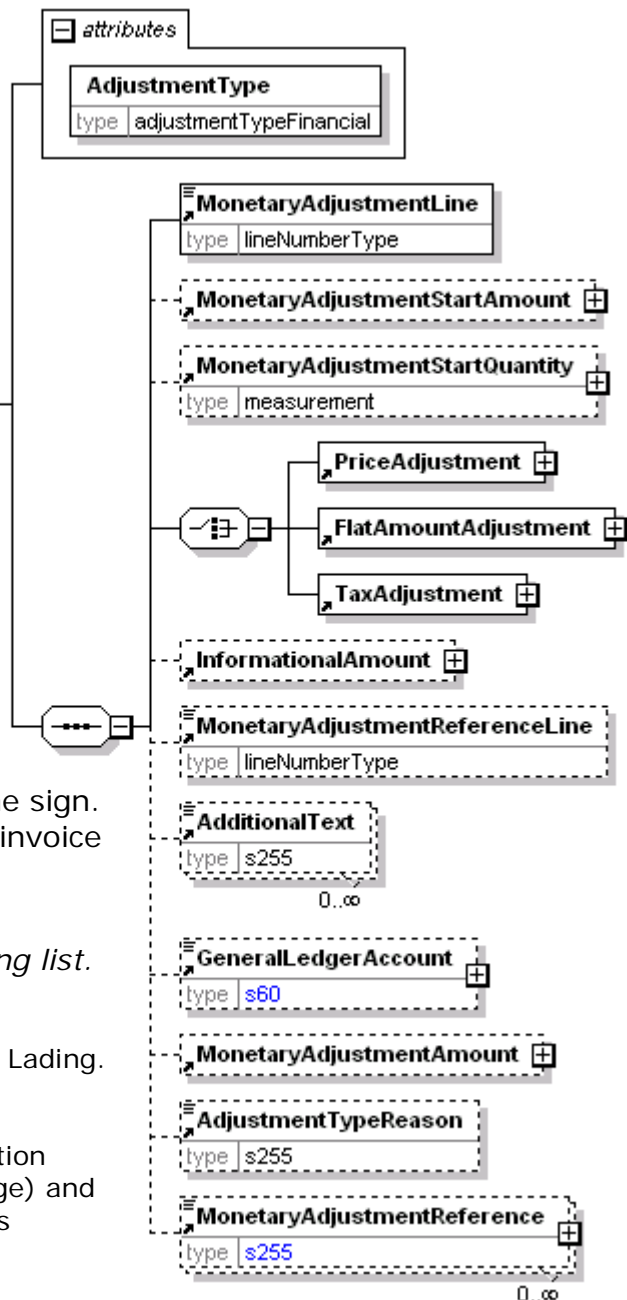 attributes
AdjustmentType
type adjustmentTypeFinancial
MonetaryAdjustmentLine
type lineNumberType
MonetaryAdjustmentStartAmount
MonetaryAdjustmentStartQuantity
type measurement
PriceAdjustment
FlatAmountAdjustment
TaxAdjustment
InformationalAmount
MonetaryAdjustmentReferenceLine
type lineNumberType
e sign.
invoice
AdditionalText
type s255
0..∞
ng list.
GeneralLedgerAccount
type s60
Lading.
MonetaryAdjustmentAmount
AdjustmentTypeReason
type s255
tion
ge) and
s
MonetaryAdjustmentReference
type s255
0..∞